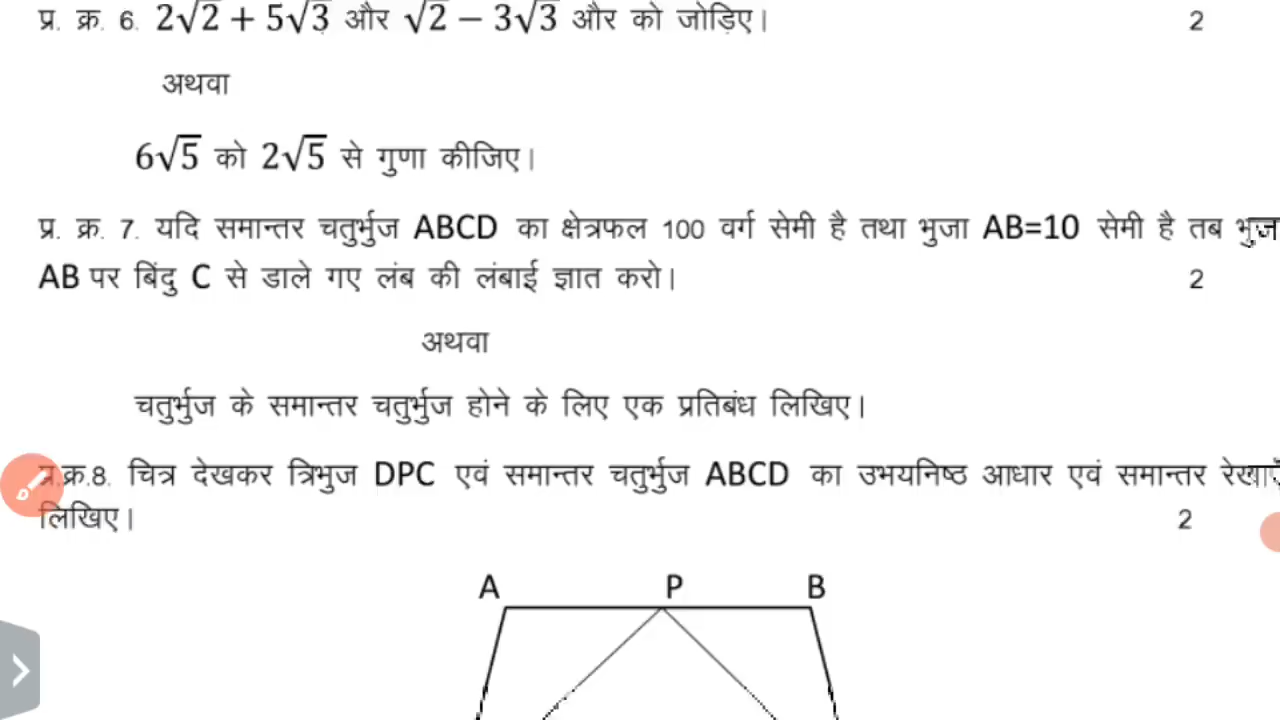 प्र. क्र. 6. 2√2 + 5√3 और √2 − 3√3 और को जोड़िए। 2
अथवा
6√5 को 2√5 से गुणा कीजिए।
प्र. क्र. 7. यदि समान्तर चतुर्भुज ABCD का क्षेत्रफल 100 वर्ग सेमी है तथा भुजा AB=10 सेमी है तब
AB पर बिंदु C से डाले गए लंब की लंबाई ज्ञात करो। 2
अथवा
चतुर्भुज के समान्तर चतुर्भुज होने के लिए एक प्रतिबंध लिखिए।
प्र.क्र.8. चित्र देखकर त्रिभुज DPC एवं समान्तर चतुर्भुज ABCD का उभयनिष्ठ आधार एवं समान्तर
लिखिए। 2
A P B